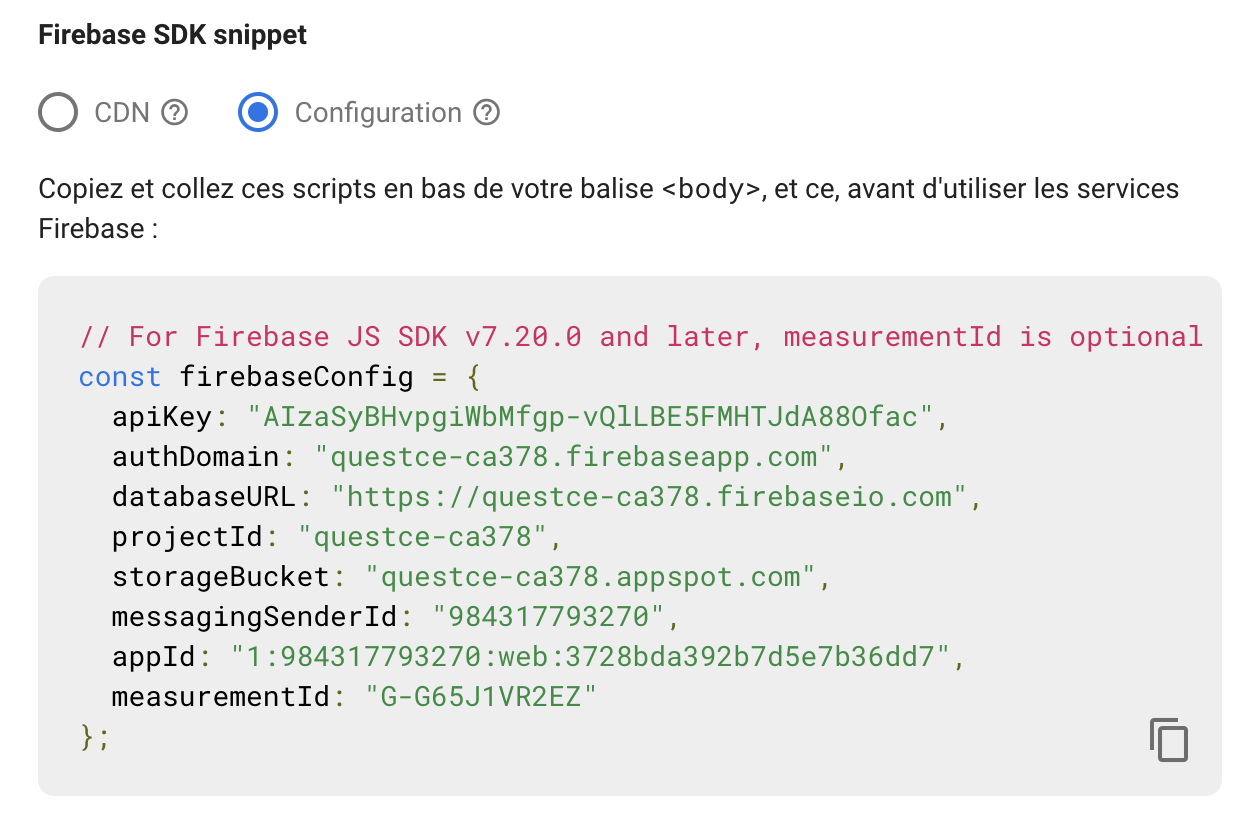 Firebase SDK snippet
CDN Configuration
Copiez et collez ces scripts en bas de votre balise <body>, et ce, avant d'utiliser les services
Firebase :
// For Firebase JS SDK v7.20.0 and later, measurementId is optional
const firebaseConfig = {
  apiKey: "AIzaSyBHvpgiWbMfgp-vQlLBE5FMHTJdA88Ofac",
  authDomain: "questce-ca378.firebaseapp.com",
  databaseURL: "https://questce-ca378.firebaseio.com",
  projectId: "questce-ca378",
  storageBucket: "questce-ca378.appspot.com",
  messagingSenderId: "984317793270",
  appId: "1:984317793270:web:3728bda392b7d5e7b36dd7",
  measurementId: "G-G65J1VR2EZ"
};